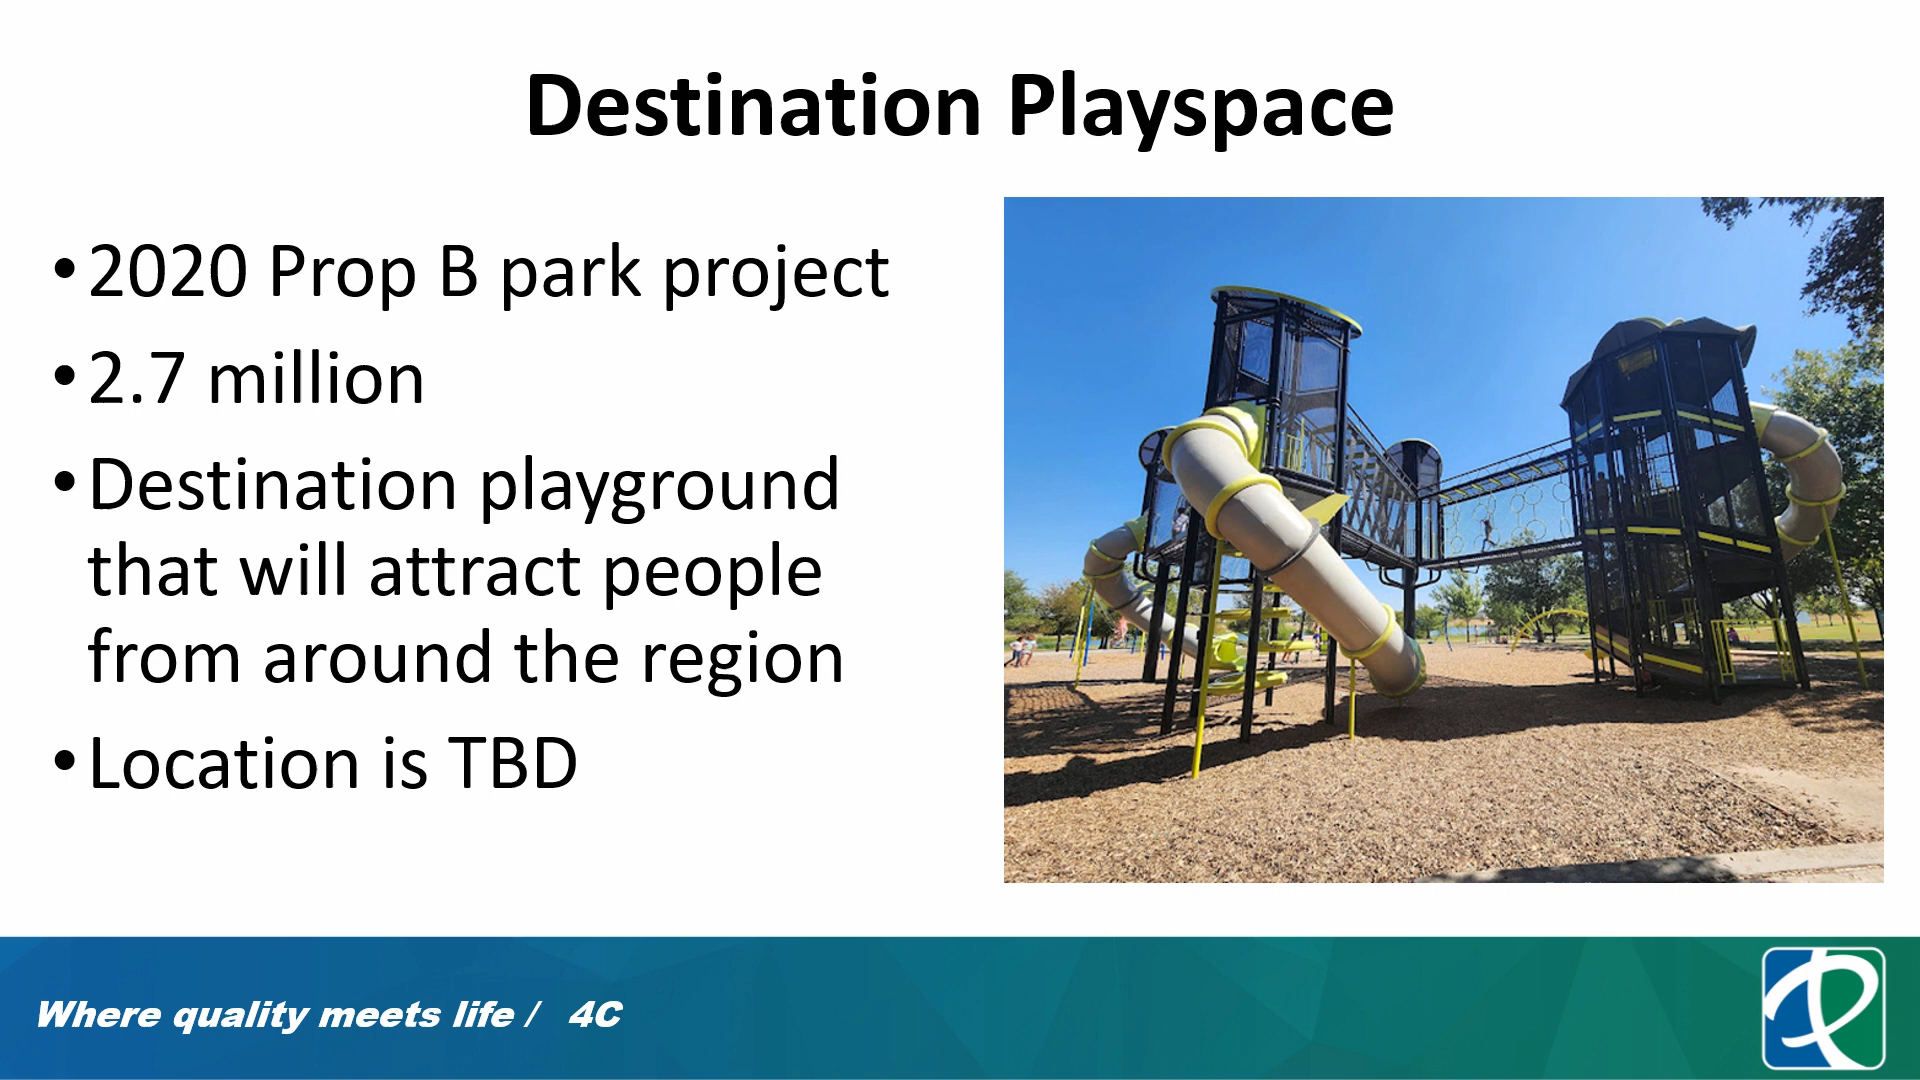 Destination Playspace
• 2020 Prop B park project
• 2.7 million
• Destination playground
that will attract people
from around the region
• Location is TBD
Where quality meets life / 4C